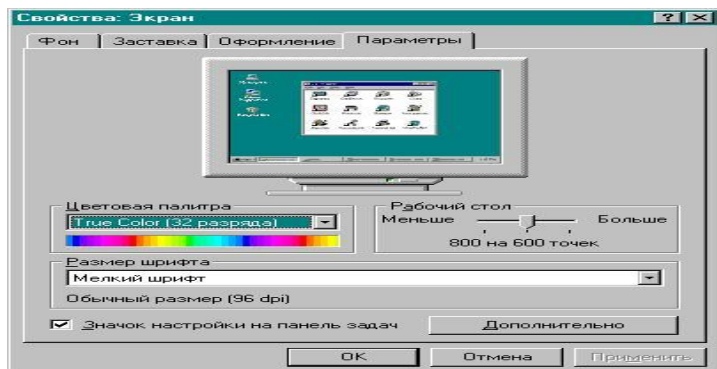 Свойства: Экран
Фон Заставка Оформление Параметры
Цветовая палитра
True Color (32 разряда)
Рабочий стол
Меньше Больше
800 на 600 точек
Размер шрифта
Мелкий шрифт
Обычный размер (96 dpi)
Значок настройки на панель задач
Дополнительно
OK Отмена Применить